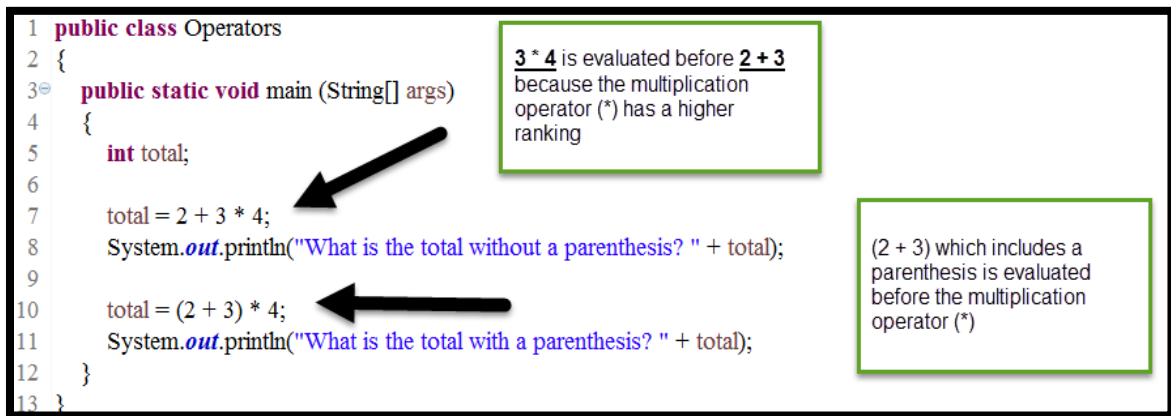 1 public class Operators
2 {
3 public static void main (String[] args)
4 {
5 int total;
6
7 total = 2 + 3 * 4;
8 System.out.println("What is the total without a parenthesis? " + total);
9
10 total = (2 + 3) * 4;
11 System.out.println("What is the total with a parenthesis? " + total);
12 }
13 }
3 * 4 is evaluated before 2 + 3
because the multiplication
operator (*) has a higher
ranking
(2 + 3) which includes a
parenthesis is evaluated
before the multiplication
operator (*)